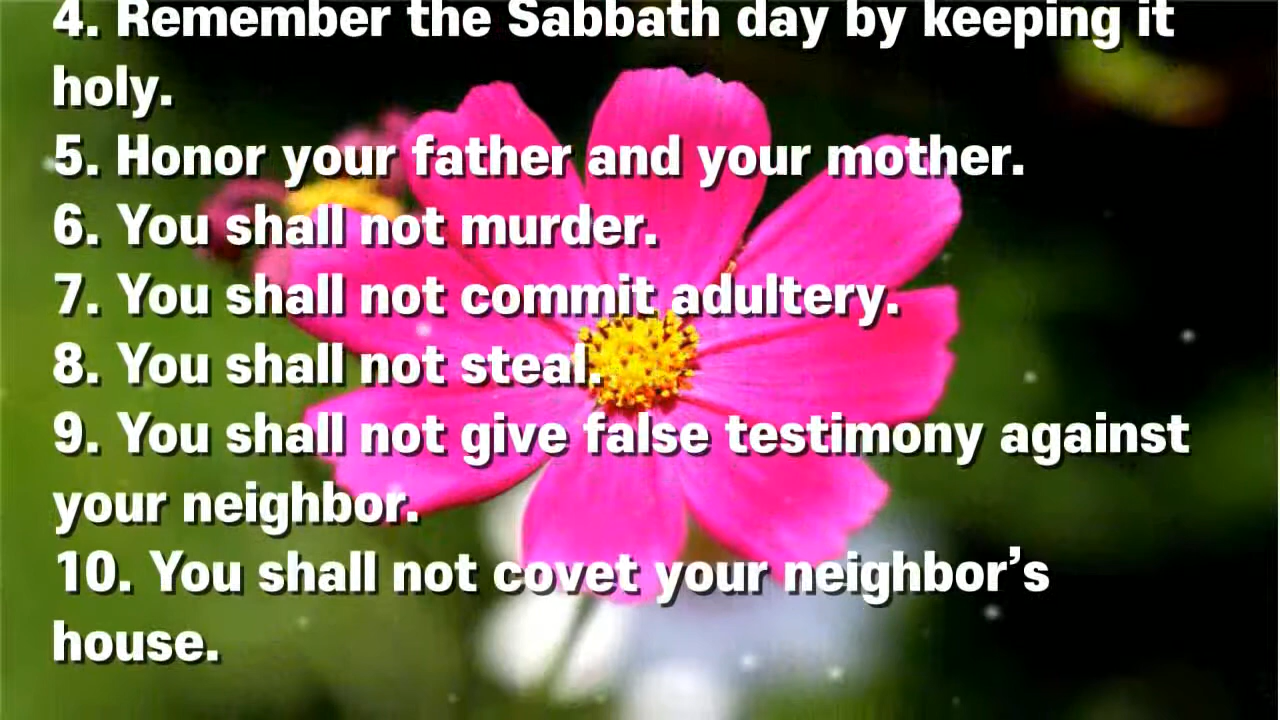 4. Remember the Sabbath day by keeping it
holy.
5. Honor your father and your mother.
6. You shall not murder.
7. You shall not commit adultery.
8. You shall not steal.
9. You shall not give false testimony against
your neighbor.
10. You shall not covet your neighbor’s
house.